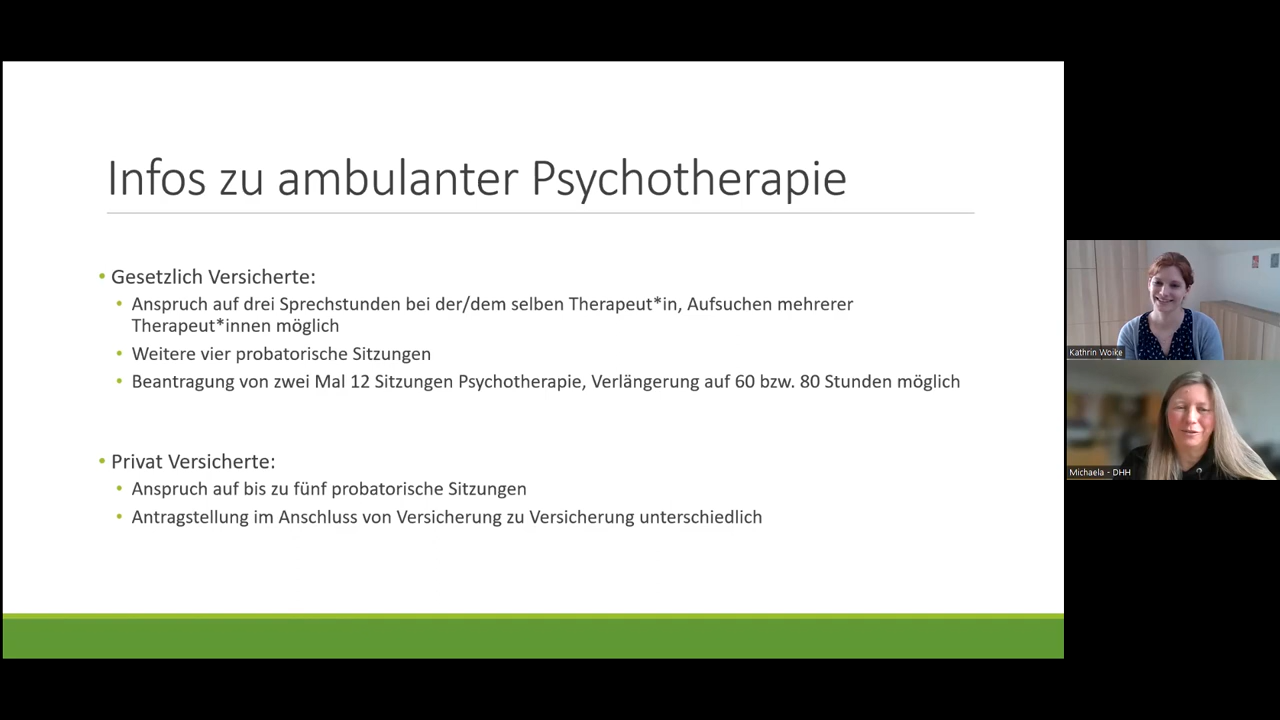 Infos zu ambulanter Psychotherapie
• Gesetzlich Versicherte:
• Anspruch auf drei Sprechstunden bei der/dem selben Therapeut*in, Aufsuchen mehrerer
Therapeut*innen möglich
• Weitere vier probatorische Sitzungen
• Beantragung von zwei Mal 12 Sitzungen Psychotherapie, Verlängerung auf 60 bzw. 80 Stunden möglich
• Privat Versicherte:
• Anspruch auf bis zu fünf probatorische Sitzungen
• Antragstellung im Anschluss von Versicherung zu Versicherung unterschiedlich
Kathrin Woike
Michaela - DHH